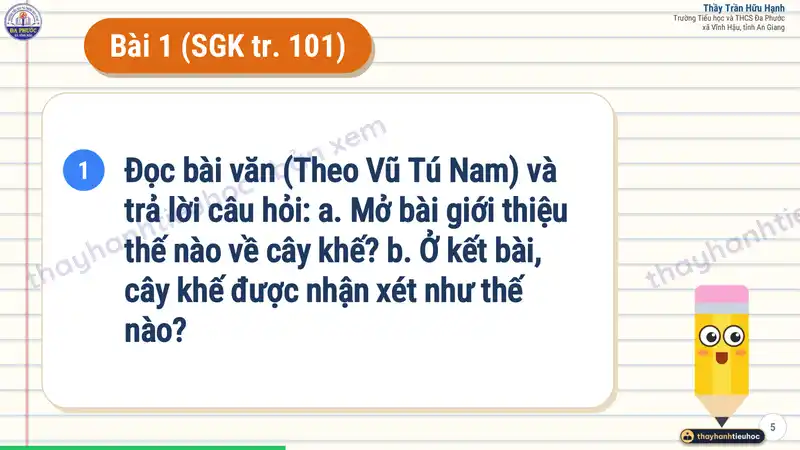 Thầy Trần Hữu Hạnh
Trường Tiểu học và THCS Đa Phước
xã Vĩnh Hậu, tỉnh An Giang
ĐA PHƯỚC
Bài 1 (SGK tr. 101)
1
Đọc bài văn (Theo Vũ Tú Nam) và
trả lời câu hỏi: a. Mở bài giới thiệu
thế nào về cây khế? b. Ở kết bài,
cây khế được nhận xét như thế
nào?
thayhanhtieuhoc
5